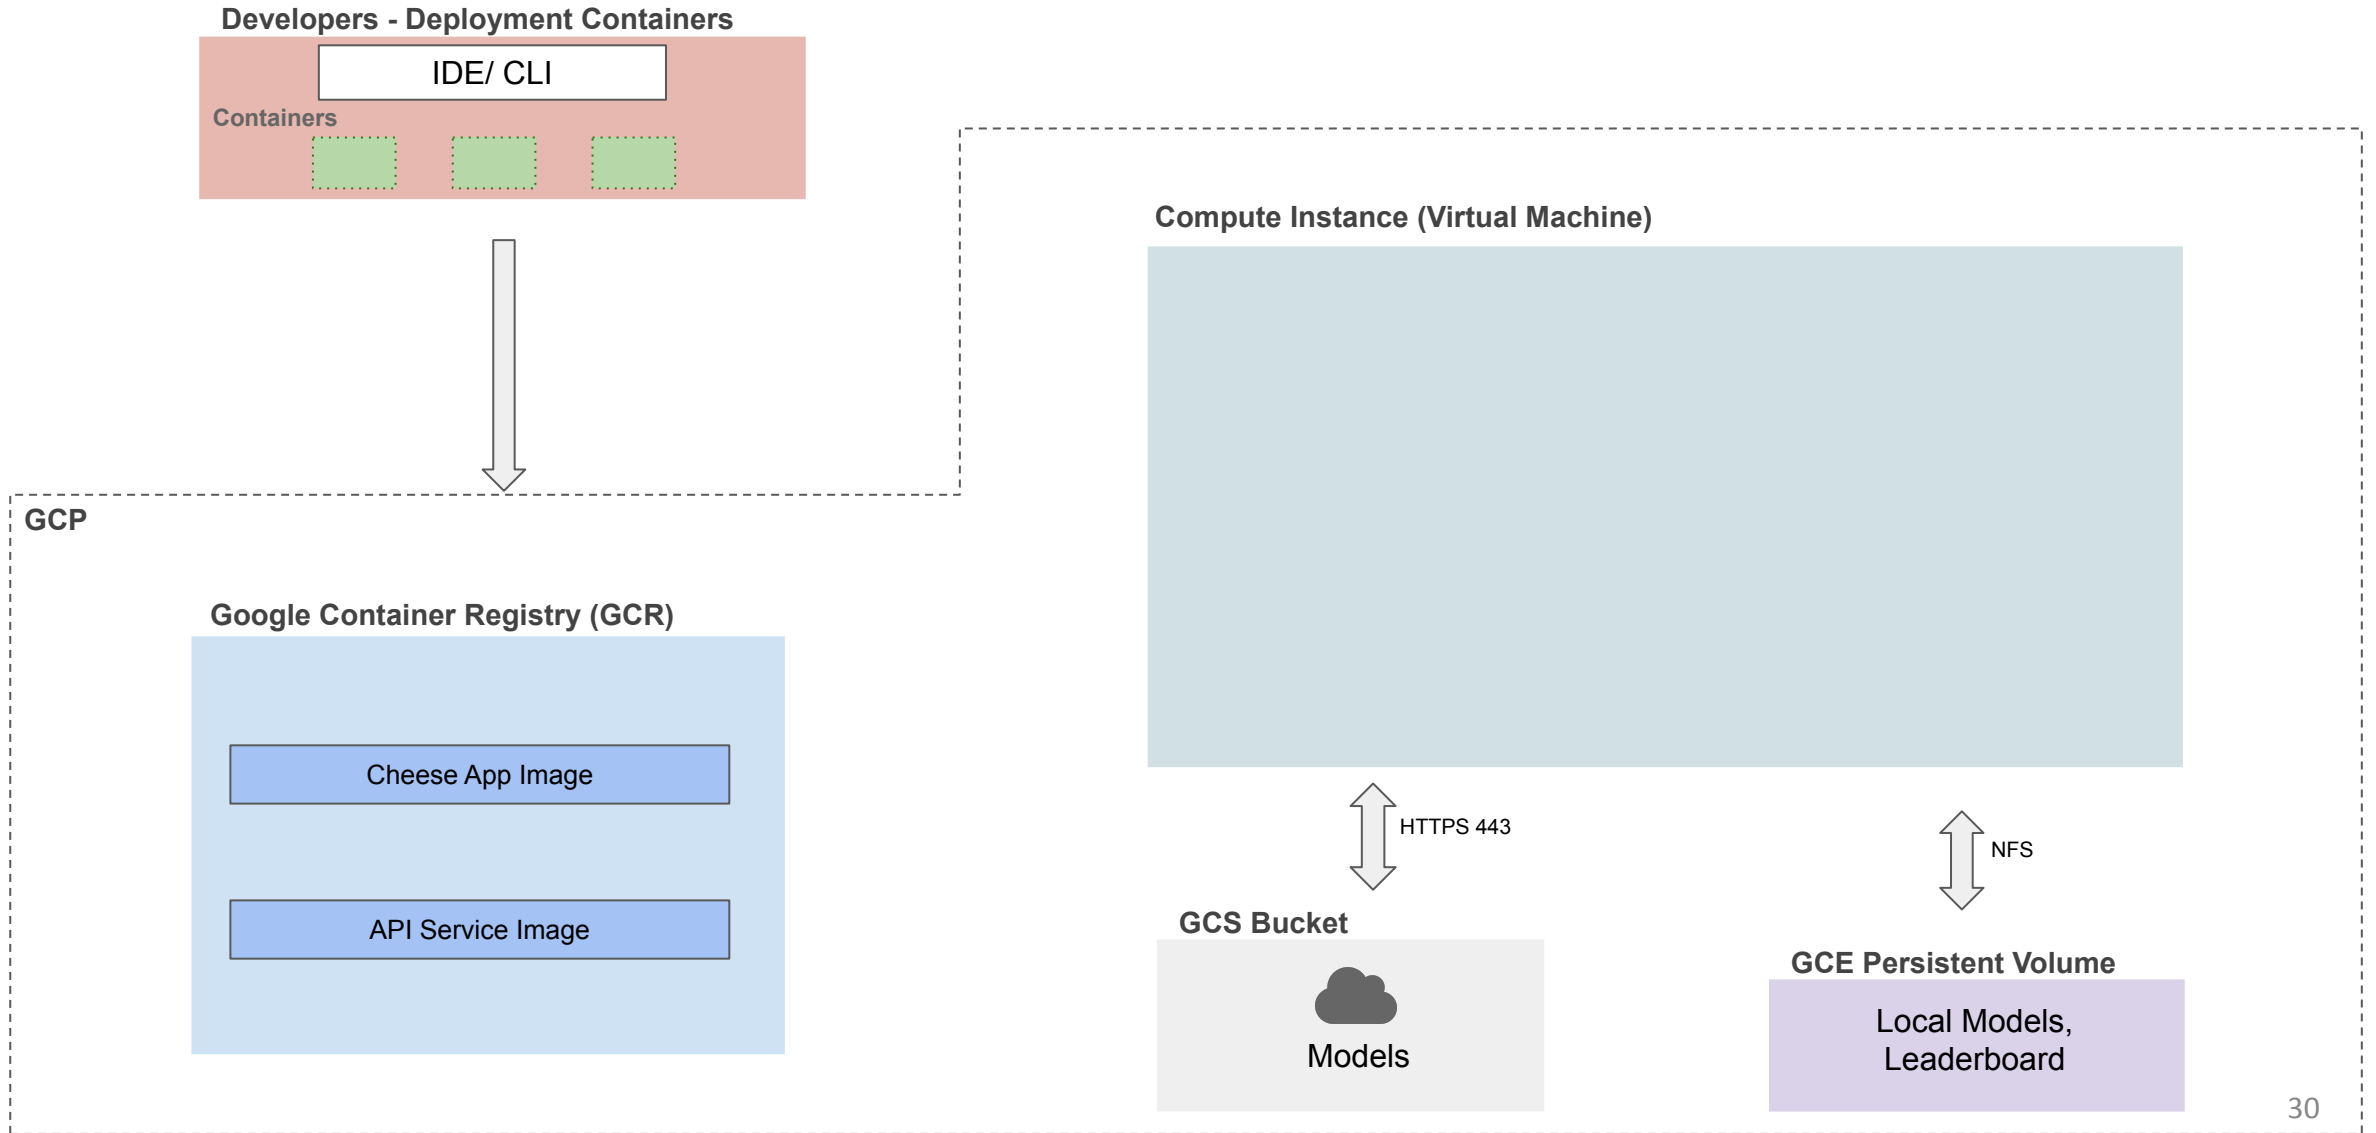 Developers - Deployment Containers
IDE/ CLI
Containers
Compute Instance (Virtual Machine)
GCP
Google Container Registry (GCR)
Cheese App Image
API Service Image
HTTPS 443
NFS
GCS Bucket
Models
GCE Persistent Volume
Local Models,
Leaderboard
30